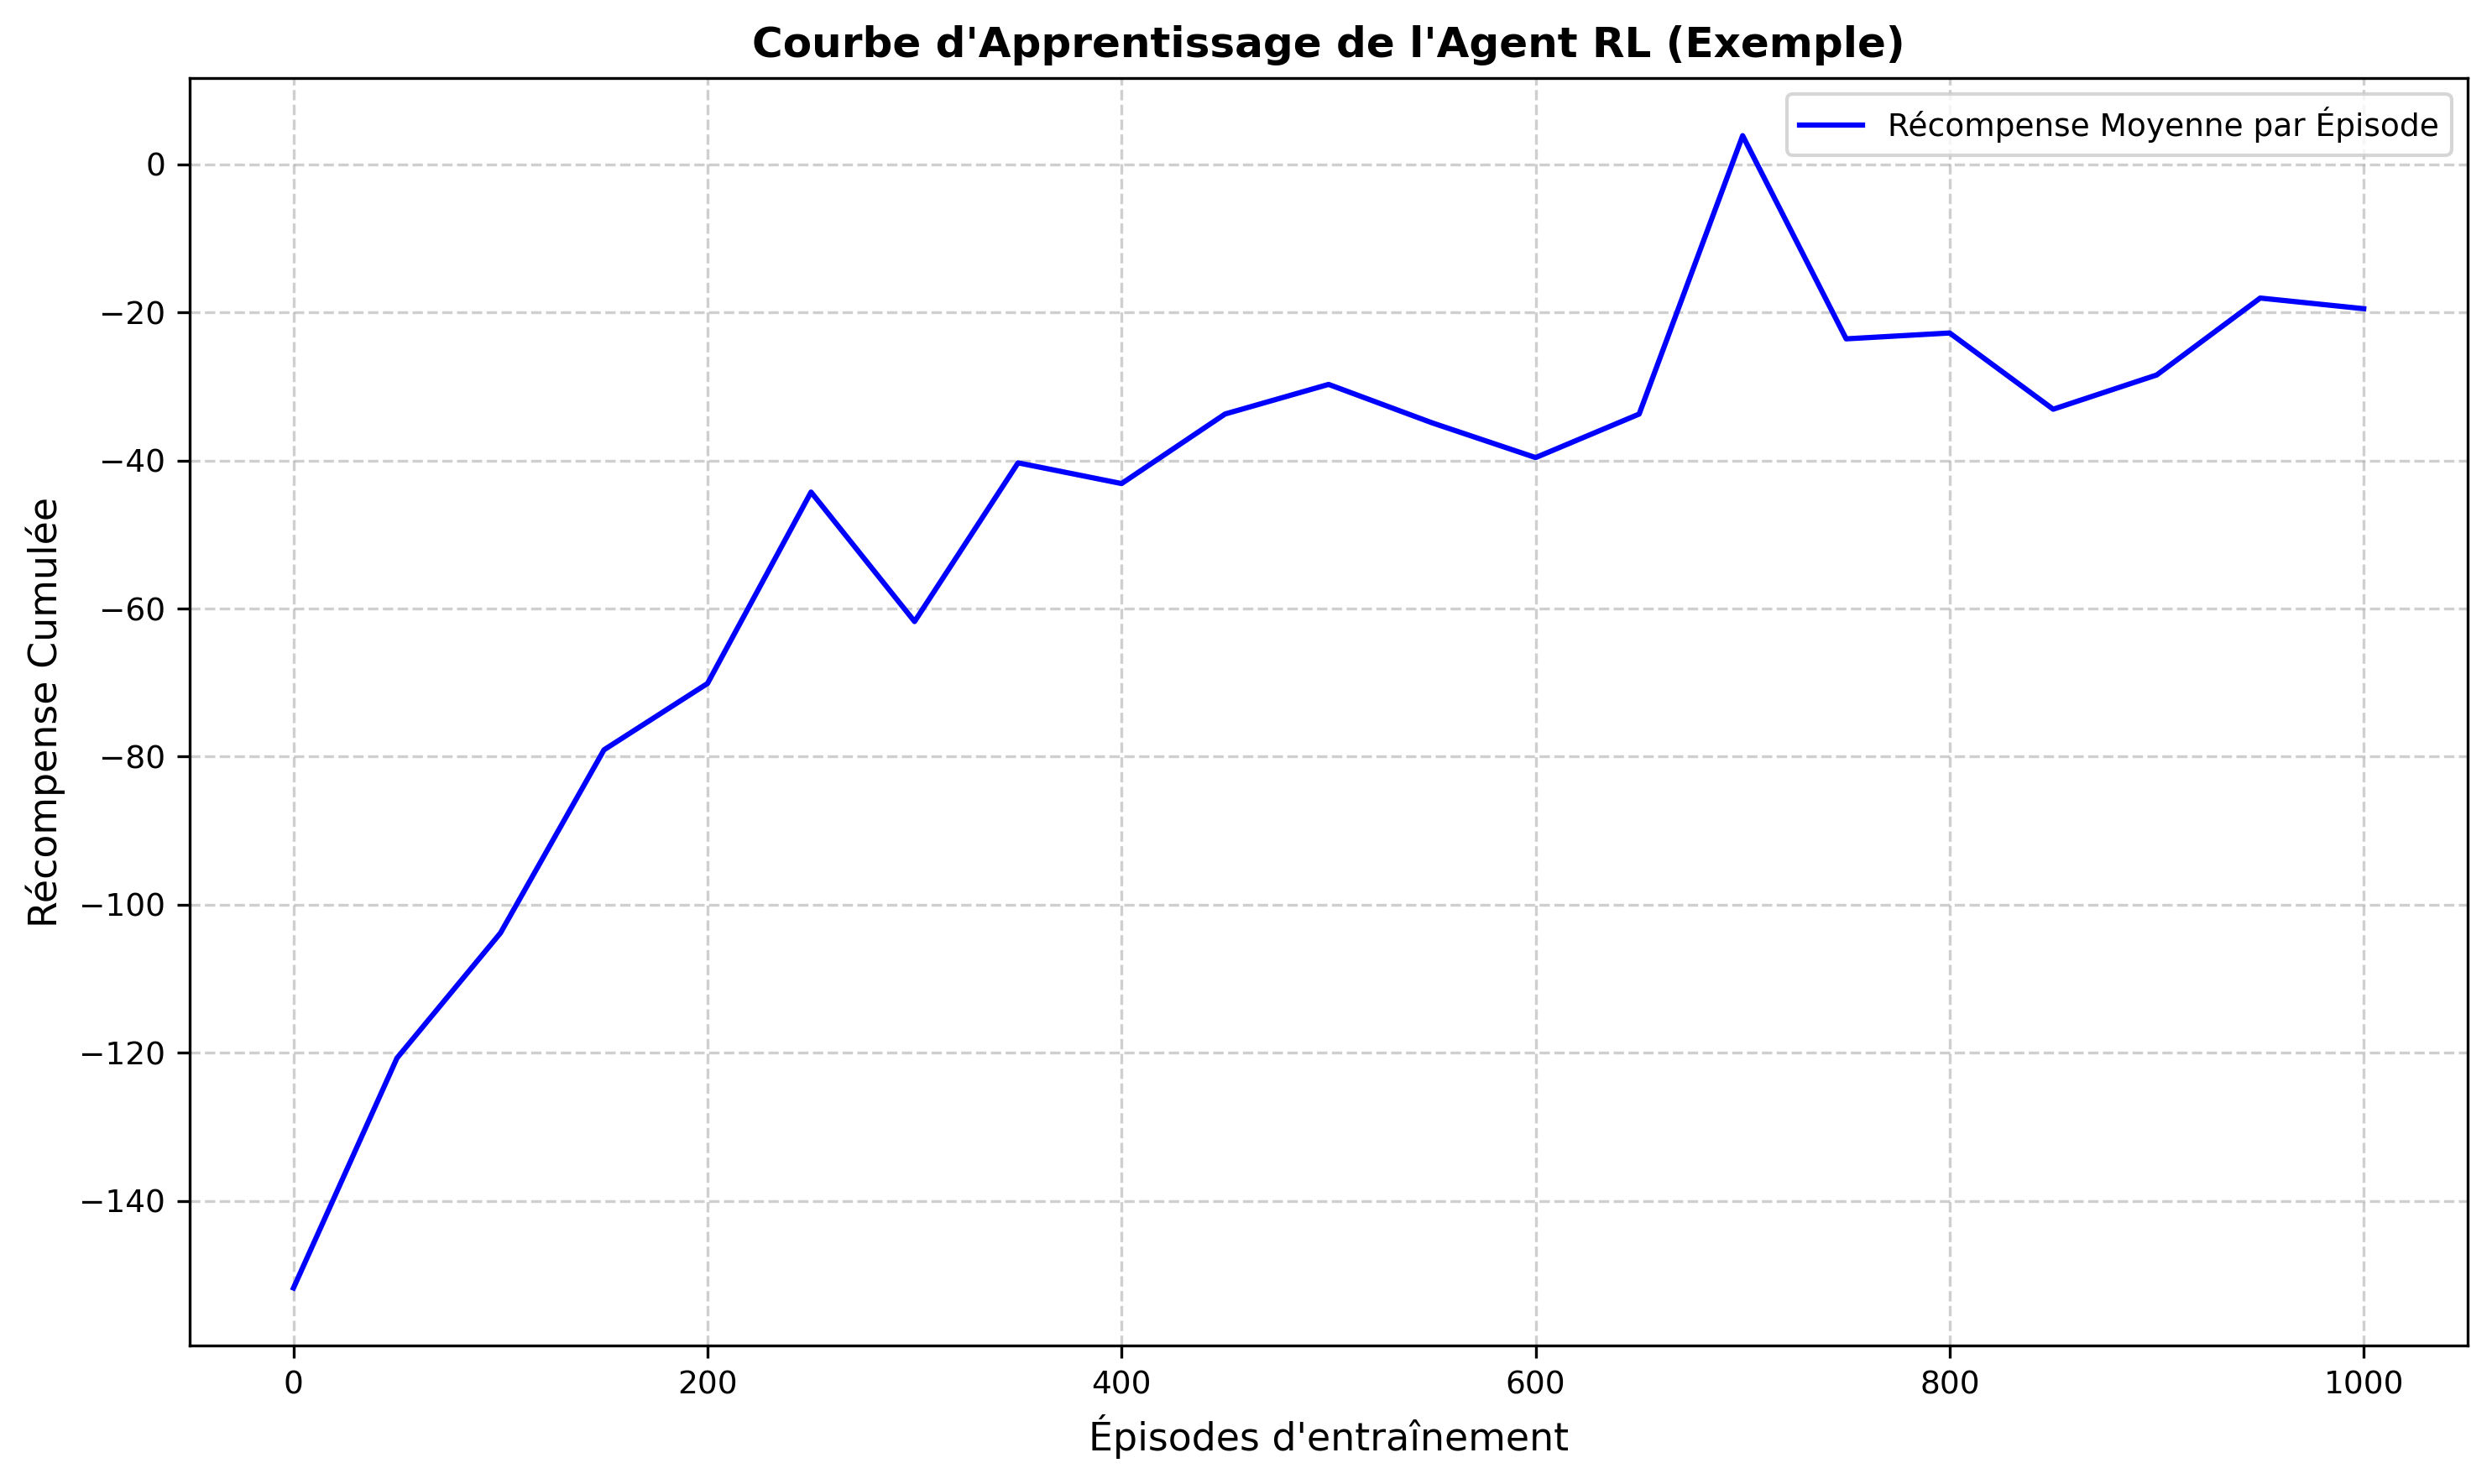 Courbe d'Apprentissage de l'Agent RL (Exemple)
Récompense Moyenne par Épisode
0
−20
−40
−60
−80
−100
−120
−140
Récompense Cumulée
0 200 400 600 800 1000
Épisodes d'entraînement